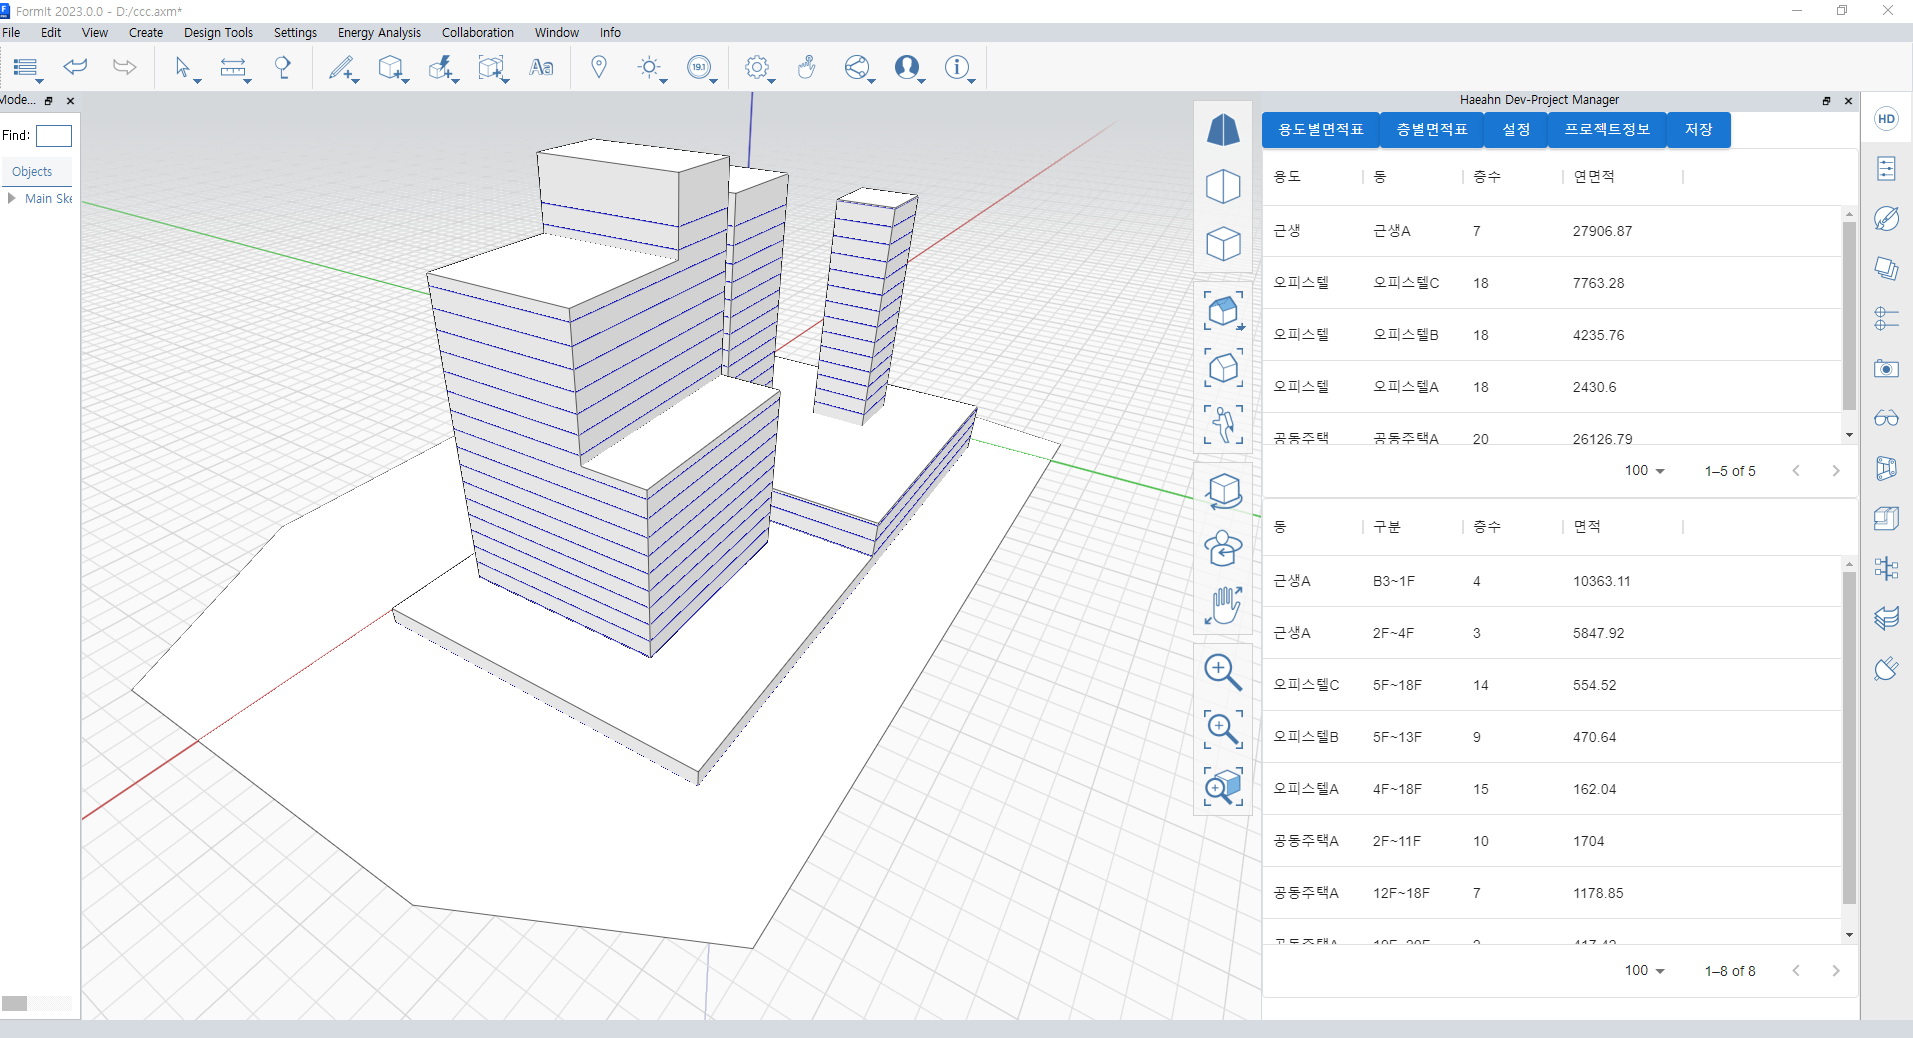 FormIt 2023.0.0 - D:/ccc.axm*
File Edit View Create Design Tools Settings Energy Analysis Collaboration Window Info
Aa 19.1
Mode...
Find:
Objects
Main Ske
Haeahn Dev-Project Manager
HD
용도별면적표 층별면적표 설정 프로젝트정보 저장
용도 동 층수 연면적
근생 근생A 7 27906.87
오피스텔 오피스텔C 18 7763.28
오피스텔 오피스텔B 18 4235.76
오피스텔 오피스텔A 18 2430.6
공동주택 공동주택A 20 26126.79
100 1–5 of 5
동 구분 층수 면적
근생A B3~1F 4 10363.11
근생A 2F~4F 3 5847.92
오피스텔C 5F~18F 14 554.52
오피스텔B 5F~13F 9 470.64
오피스텔A 4F~18F 15 162.04
공동주택A 2F~11F 10 1704
공동주택A 12F~18F 7 1178.85
공동주택A
100 1–8 of 8